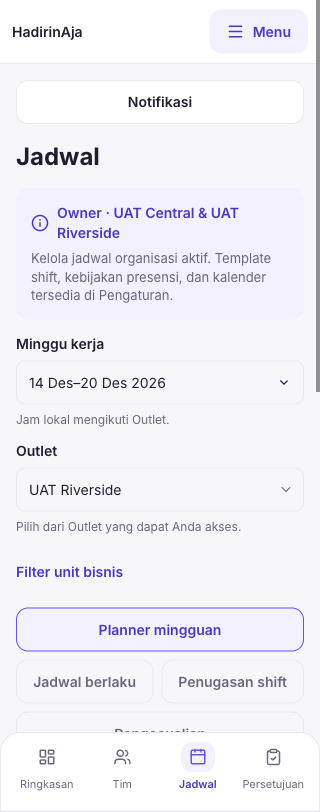 HadirinAja
Menu
Notifikasi
Jadwal
Owner · UAT Central & UAT
Riverside
Kelola jadwal organisasi aktif. Template
shift, kebijakan presensi, dan kalender
tersedia di Pengaturan.
Minggu kerja
14 Des–20 Des 2026
Jam lokal mengikuti Outlet.
Outlet
UAT Riverside
Pilih dari Outlet yang dapat Anda akses.
Filter unit bisnis
Planner mingguan
Jadwal berlaku
Penugasan shift
Ringkasan
Tim
Jadwal
Persetujuan